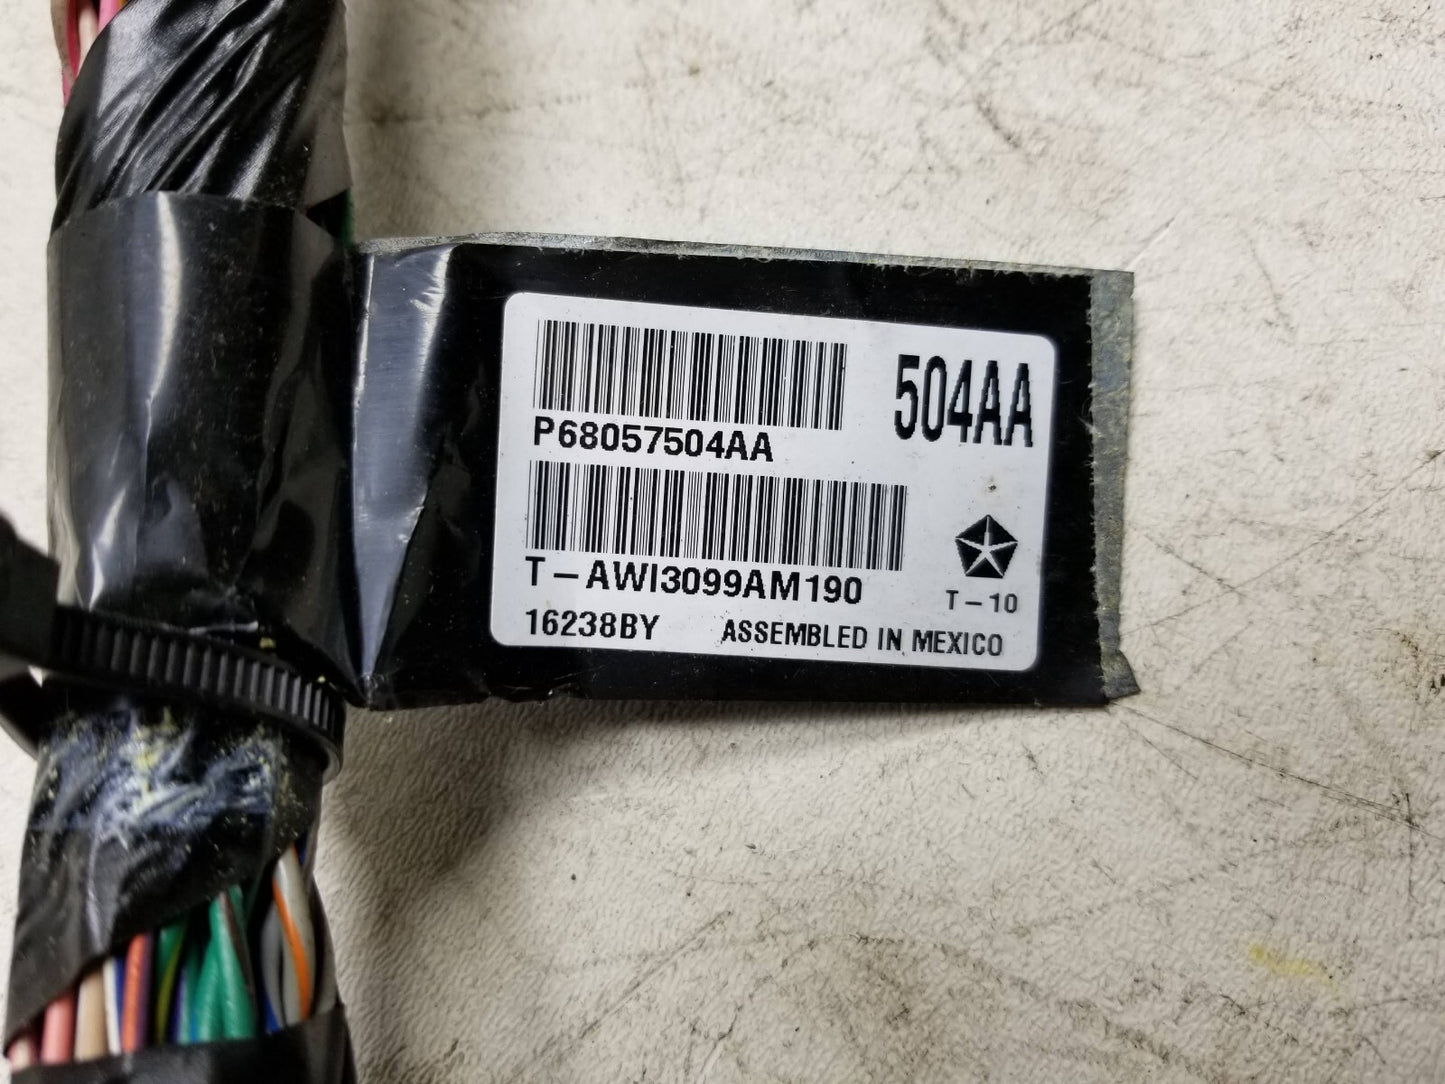 504AA
P68057504AA
T-AWI3099AM190
T-10
16238BY ASSEMBLED IN MEXICO